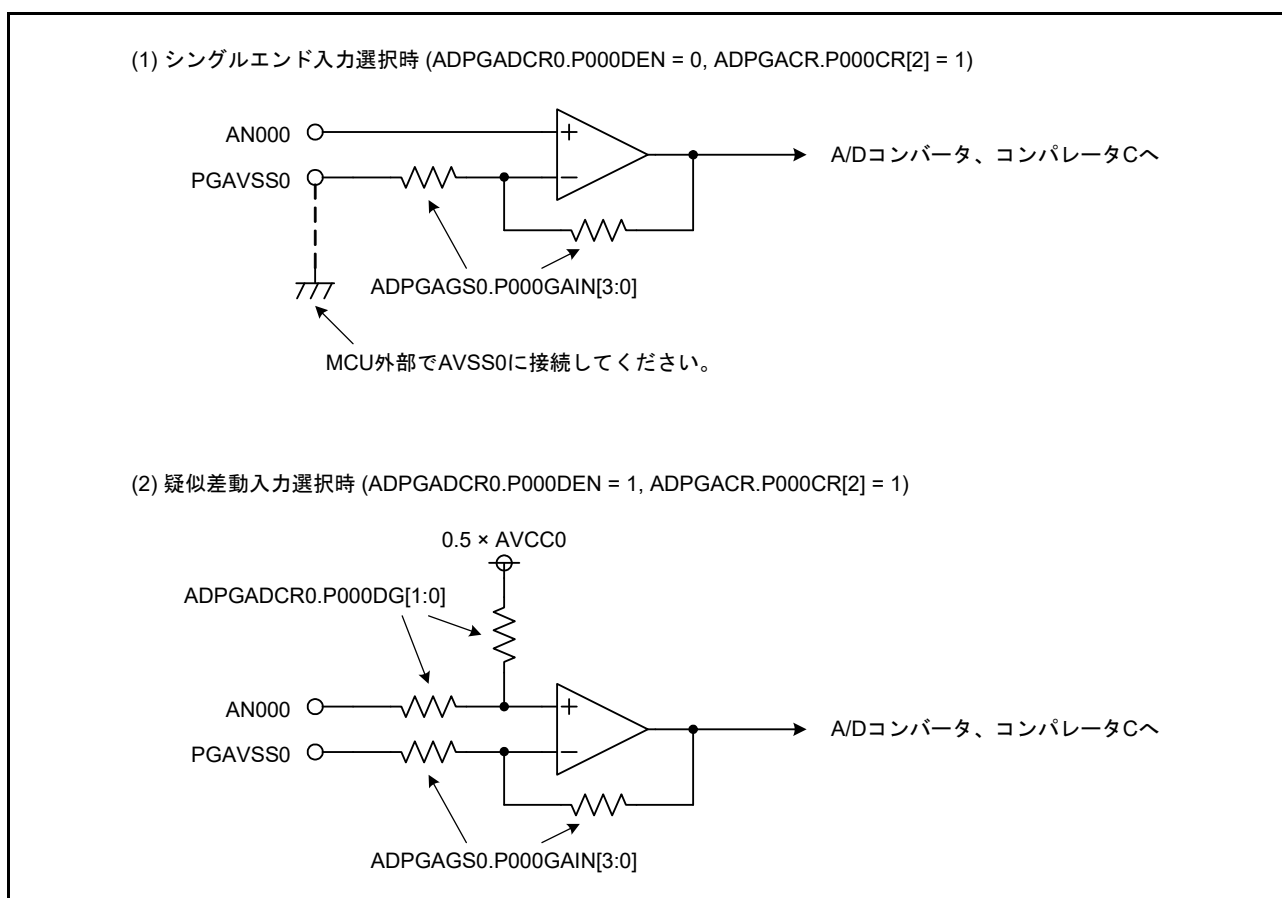 (1) シングルエンド入力選択時 (ADPGADCR0.P000DEN = 0, ADPGACR.P000CR[2] = 1)
AN000
PGAVSS0
+
−
A/Dコンバータ、コンパレータCへ
ADPGAGS0.P000GAIN[3:0]
MCU外部でAVSS0に接続してください。
(2) 疑似差動入力選択時 (ADPGADCR0.P000DEN = 1, ADPGACR.P000CR[2] = 1)
0.5 × AVCC0
ADPGADCR0.P000DG[1:0]
AN000
PGAVSS0
+
−
A/Dコンバータ、コンパレータCへ
ADPGAGS0.P000GAIN[3:0]